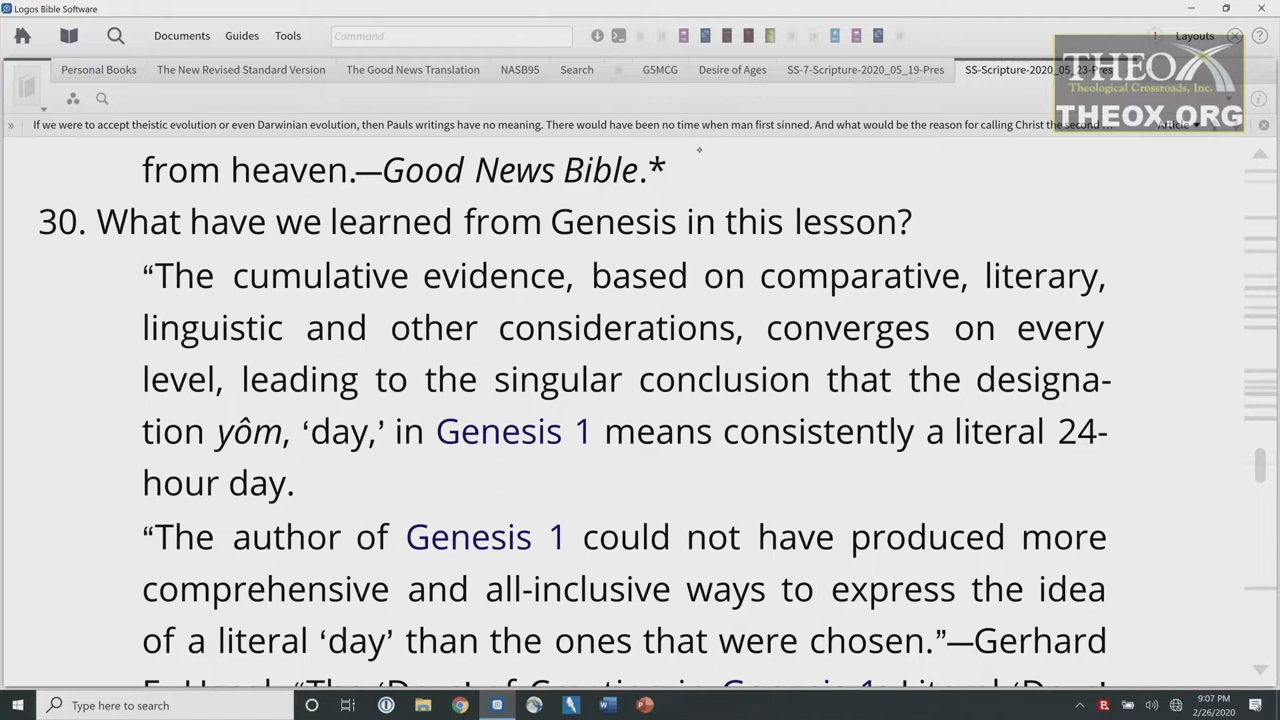 Logos Bible Software
Documents Guides Tools Command Layouts
THEOX
Theological Crossroads, Inc.
THEOX.ORG
Personal Books The New Revised Standard Version News Translation NASB95 Search G5MCG Desire of Ages SS-7-Scripture-2020_05_19-Pres SS-Scripture-2020_05_23-Pres
If we were to accept theistic evolution or even Darwinian evolution, then Paul's writings have no meaning. There would have been no time when man first sinned. And what would be the reason for calling Christ the second ... Article
from heaven.—Good News Bible.*
30. What have we learned from Genesis in this lesson?
“The cumulative evidence, based on comparative, literary,
linguistic and other considerations, converges on every
level, leading to the singular conclusion that the designa-
tion yôm, ‘day,’ in Genesis 1 means consistently a literal 24-
hour day.
“The author of Genesis 1 could not have produced more
comprehensive and all-inclusive ways to express the idea
of a literal ‘day’ than the ones that were chosen.”—Gerhard
Type here to search
9:07 PM
2/26/2020